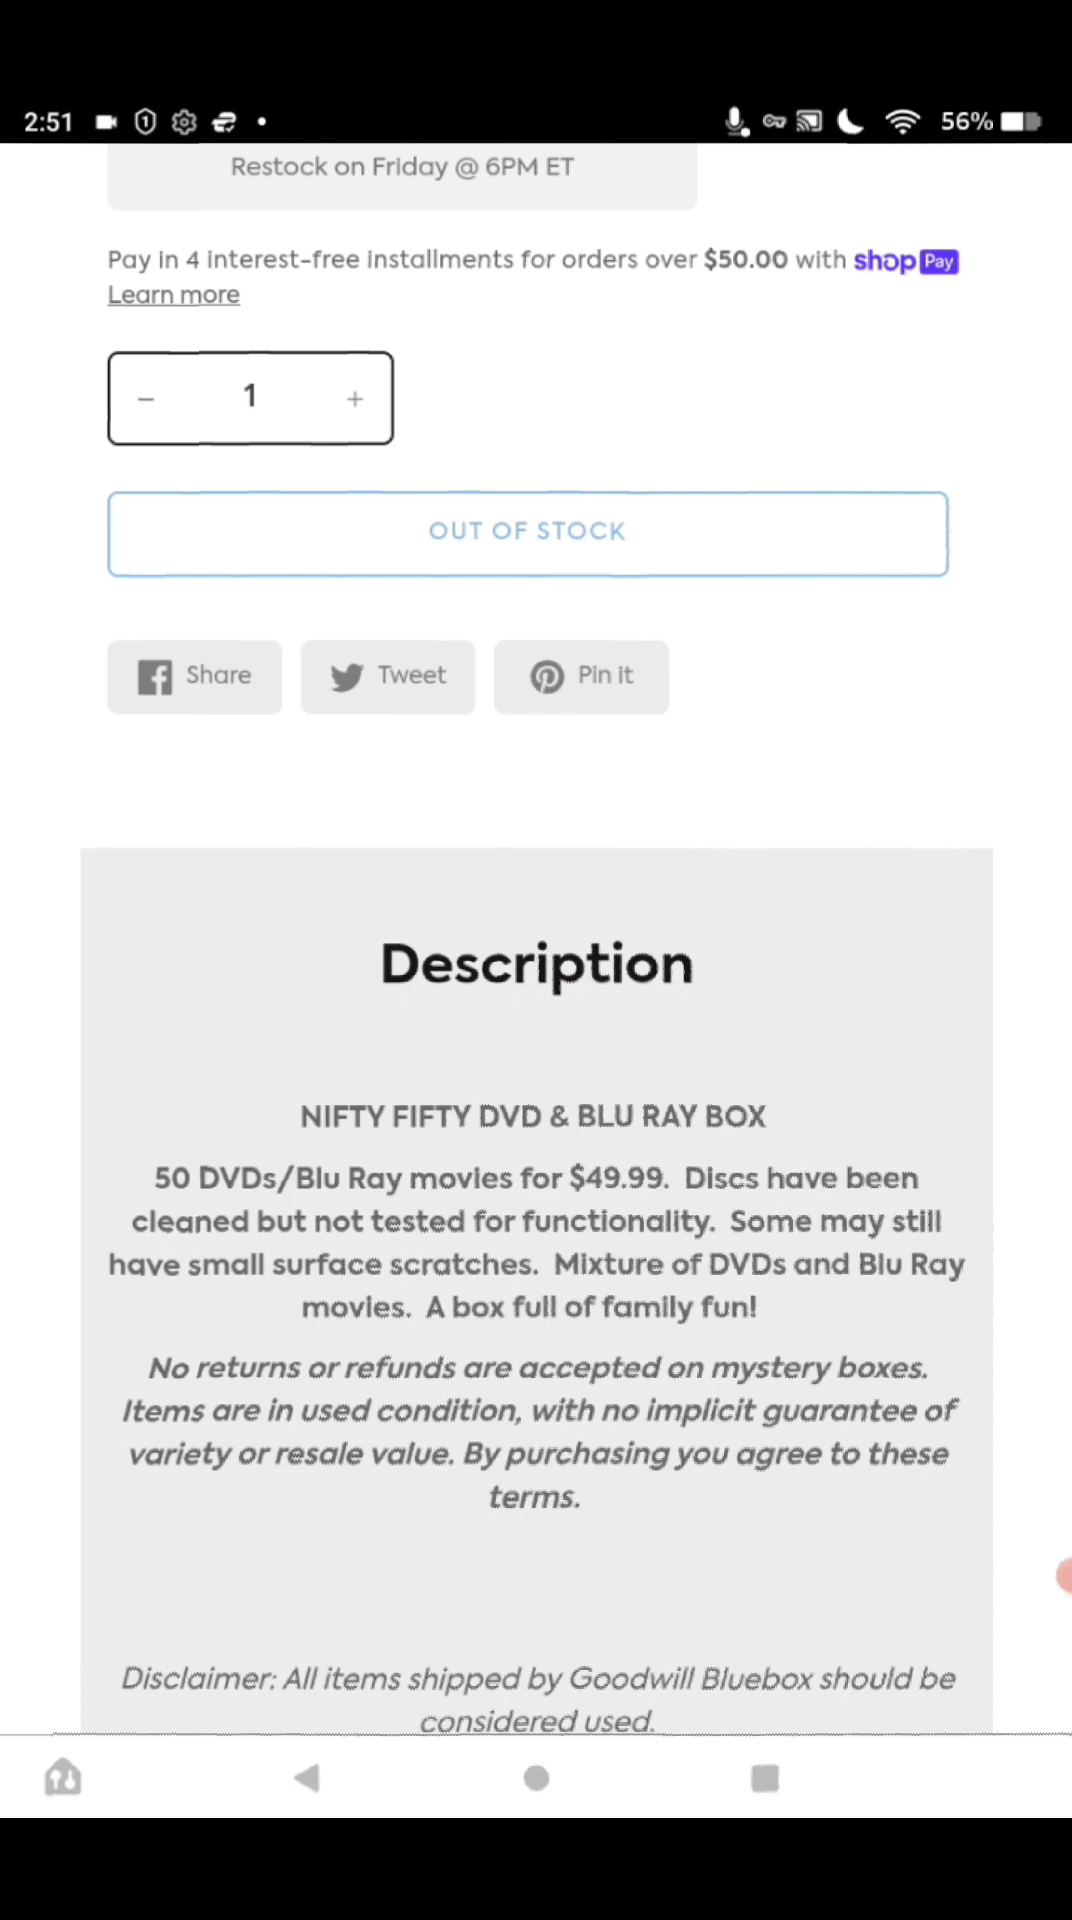 2:51
56%
Restock on Friday @ 6PM ET
Pay in 4 interest-free installments for orders over $50.00 with shop Pay
Learn more
− 1 +
OUT OF STOCK
Share Tweet Pin it
Description
NIFTY FIFTY DVD & BLU RAY BOX
50 DVDs/Blu Ray movies for $49.99. Discs have been
cleaned but not tested for functionality. Some may still
have small surface scratches. Mixture of DVDs and Blu Ray
movies. A box full of family fun!
No returns or refunds are accepted on mystery boxes.
Items are in used condition, with no implicit guarantee of
variety or resale value. By purchasing you agree to these
terms.
Disclaimer: All items shipped by Goodwill Bluebox should be
considered used.